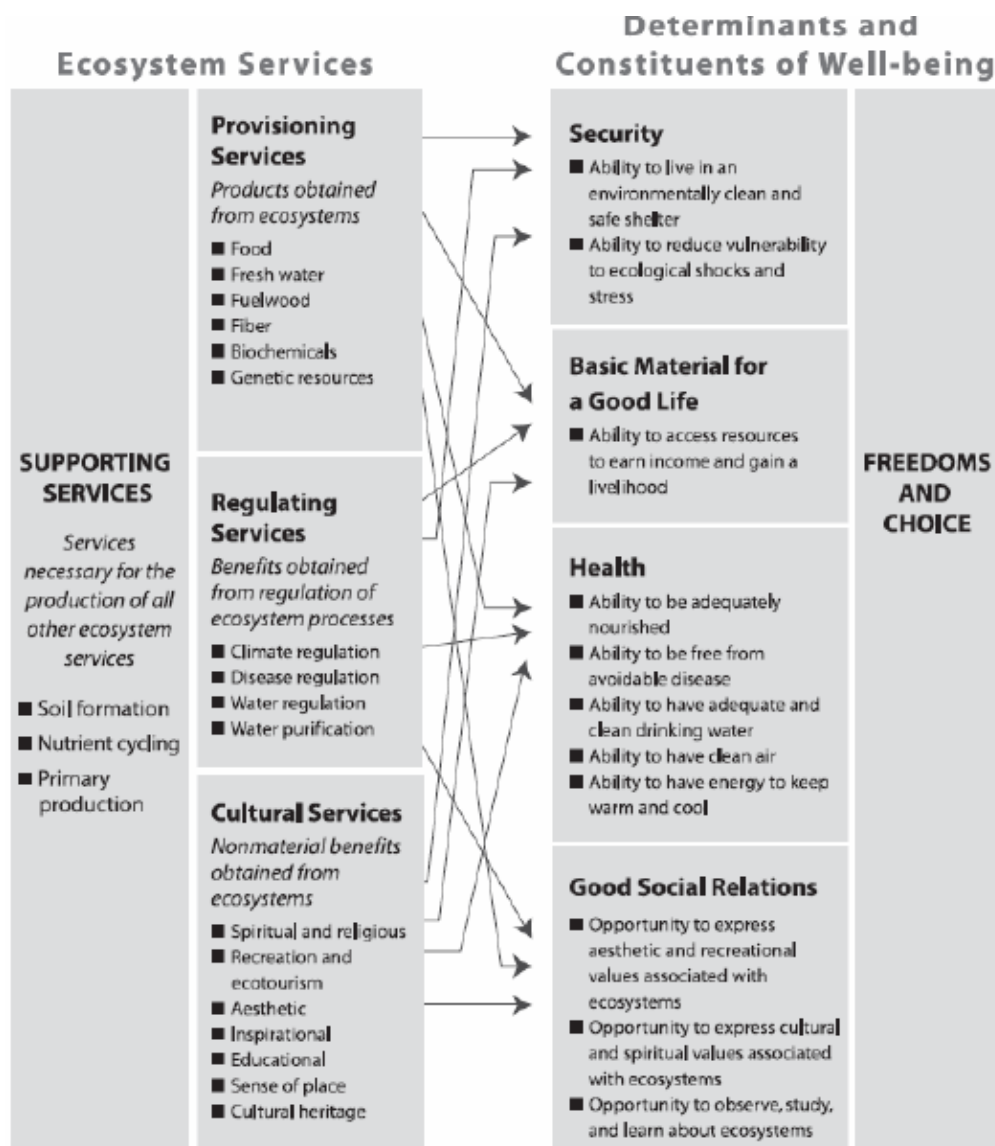 Ecosystem Services
Determinants and
Constituents of Well-being
SUPPORTING
SERVICES
Services
necessary for the
production of all
other ecosystem
services
■ Soil formation
■ Nutrient cycling
■ Primary
production
Provisioning
Services
Products obtained
from ecosystems
■ Food
■ Fresh water
■ Fuelwood
■ Fiber
■ Biochemicals
■ Genetic resources
Regulating
Services
Benefits obtained
from regulation of
ecosystem processes
■ Climate regulation
■ Disease regulation
■ Water regulation
■ Water purification
Cultural Services
Nonmaterial benefits
obtained from
ecosystems
■ Spiritual and religious
■ Recreation and
ecotourism
■ Aesthetic
■ Inspirational
■ Educational
■ Sense of place
■ Cultural heritage
Security
■ Ability to live in an
environmentally clean and
safe shelter
■ Ability to reduce vulnerability
to ecological shocks and
stress
Basic Material for
a Good Life
■ Ability to access resources
to earn income and gain a
livelihood
Health
■ Ability to be adequately
nourished
■ Ability to be free from
avoidable disease
■ Ability to have adequate and
clean drinking water
■ Ability to have clean air
■ Ability to have energy to keep
warm and cool
Good Social Relations
■ Opportunity to express
aesthetic and recreational
values associated with
ecosystems
■ Opportunity to express cultural
and spiritual values associated
with ecosystems
■ Opportunity to observe, study,
and learn about ecosystems
FREEDOMS
AND
CHOICE